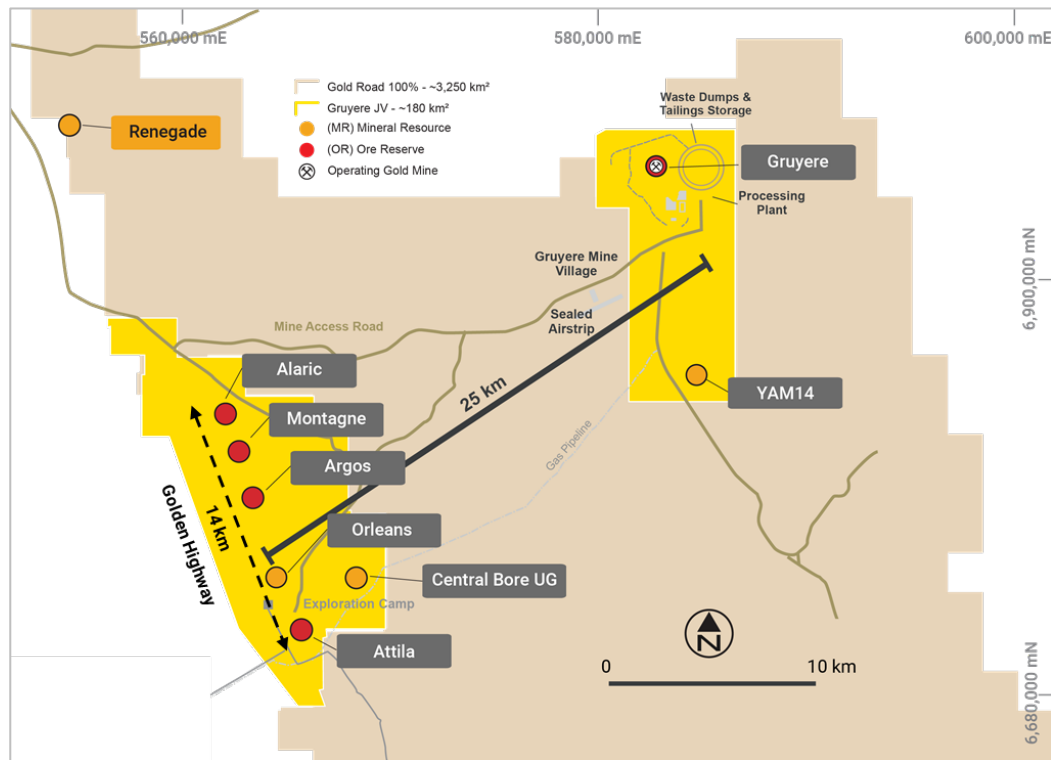 560,000 mE
580,000 mE
600,000 mE
Gold Road 100% - ~3,250 km²
Gruyere JV - ~180 km²
(MR) Mineral Resource
(OR) Ore Reserve
Operating Gold Mine
Renegade
Waste Dumps &
Tailings Storage
Gruyere
Processing
Plant
Gruyere Mine
Village
Sealed
Airstrip
6,900,000 mN
Mine Access Road
Alaric
Montagne
Argos
25 km
YAM14
Gas Pipeline
Golden Highway
14 km
Orleans
Central Bore UG
Exploration Camp
Attila
N
0
10 km
6,680,000 mN